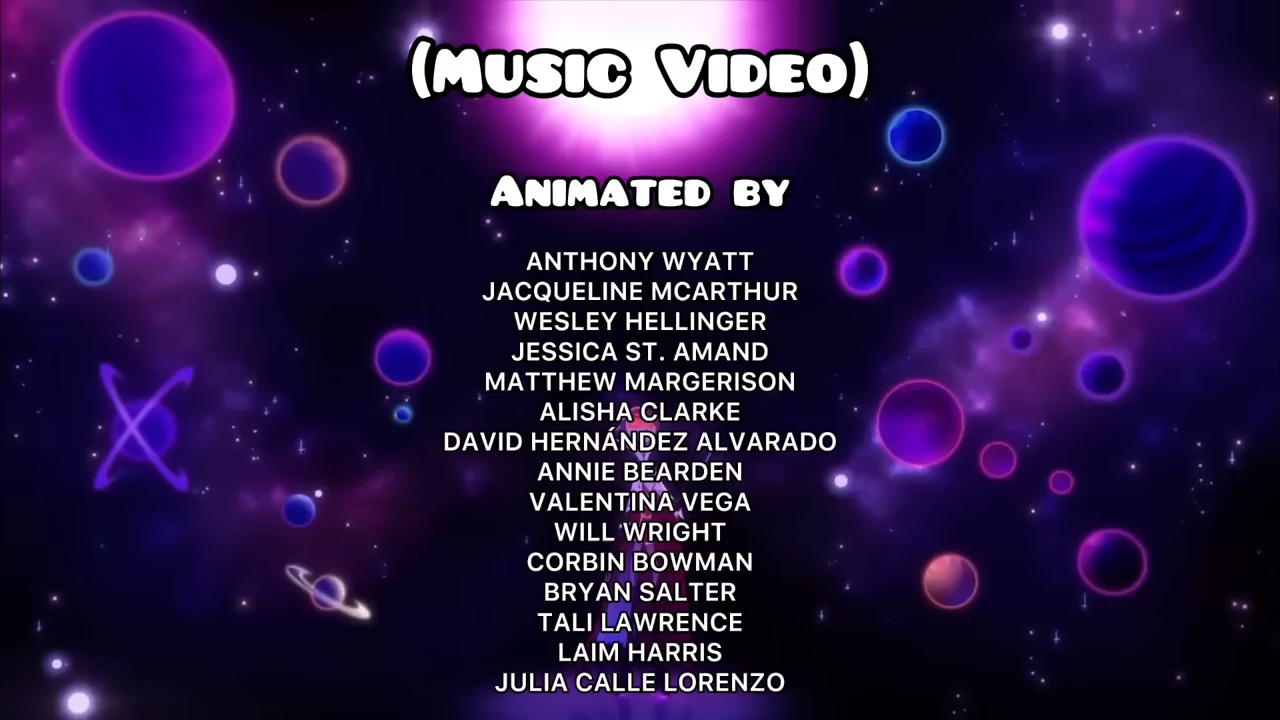 (MUSIC VIDEO)
ANIMATED BY
ANTHONY WYATT
JACQUELINE MCARTHUR
WESLEY HELLINGER
JESSICA ST. AMAND
MATTHEW MARGERISON
ALISHA CLARKE
DAVID HERNÁNDEZ ALVARADO
ANNIE BEARDEN
VALENTINA VEGA
WILL WRIGHT
CORBIN BOWMAN
BRYAN SALTER
TALI LAWRENCE
LAIM HARRIS
JULIA CALLE LORENZO